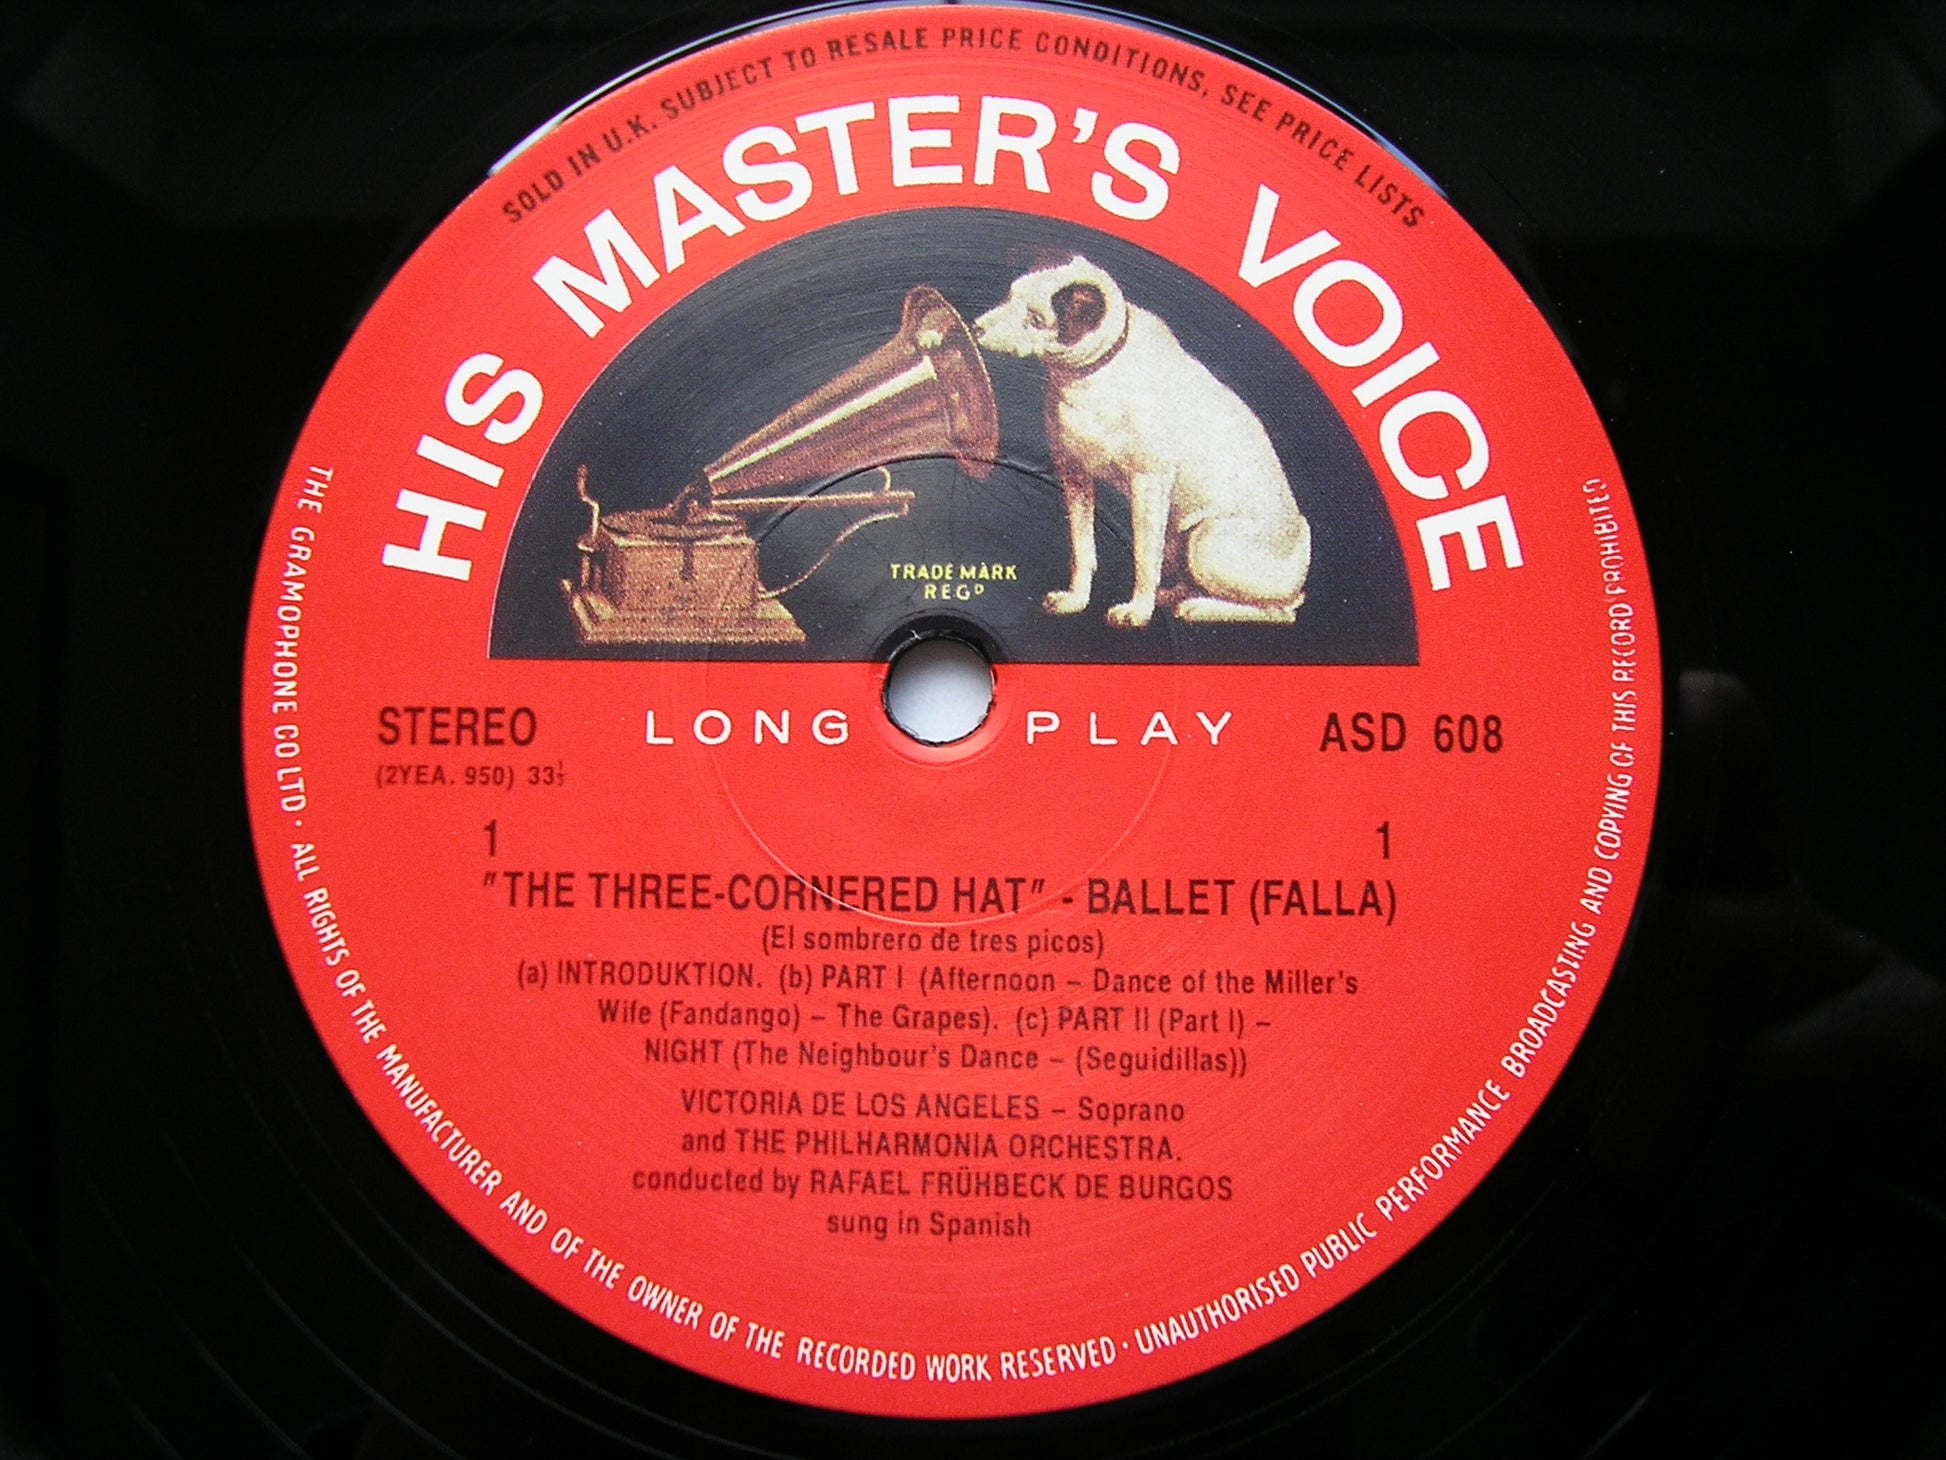 SOLD IN U.K. SUBJECT TO RESALE PRICE CONDITIONS, SEE PRICE LISTS
HIS MASTER'S VOICE
TRADE MARK
REGD
STEREO
LONG PLAY
ASD 608
(2YEA. 950) 33⅓
1
1
"THE THREE-CORNERED HAT" - BALLET (FALLA)
(El sombrero de tres picos)
(a) INTRODUKTION. (b) PART I (Afternoon – Dance of the Miller's
Wife (Fandango) – The Grapes). (c) PART II (Part I) –
NIGHT (The Neighbour's Dance – (Seguidillas))
VICTORIA DE LOS ANGELES – Soprano
and THE PHILHARMONIA ORCHESTRA.
conducted by RAFAEL FRÜHBECK DE BURGOS
sung in Spanish
THE GRAMOPHONE CO LTD · ALL RIGHTS OF THE MANUFACTURER AND OF THE OWNER OF THE RECORDED WORK RESERVED · UNAUTHORISED PUBLIC PERFORMANCE BROADCASTING AND COPYING OF THIS RECORD PROHIBITED